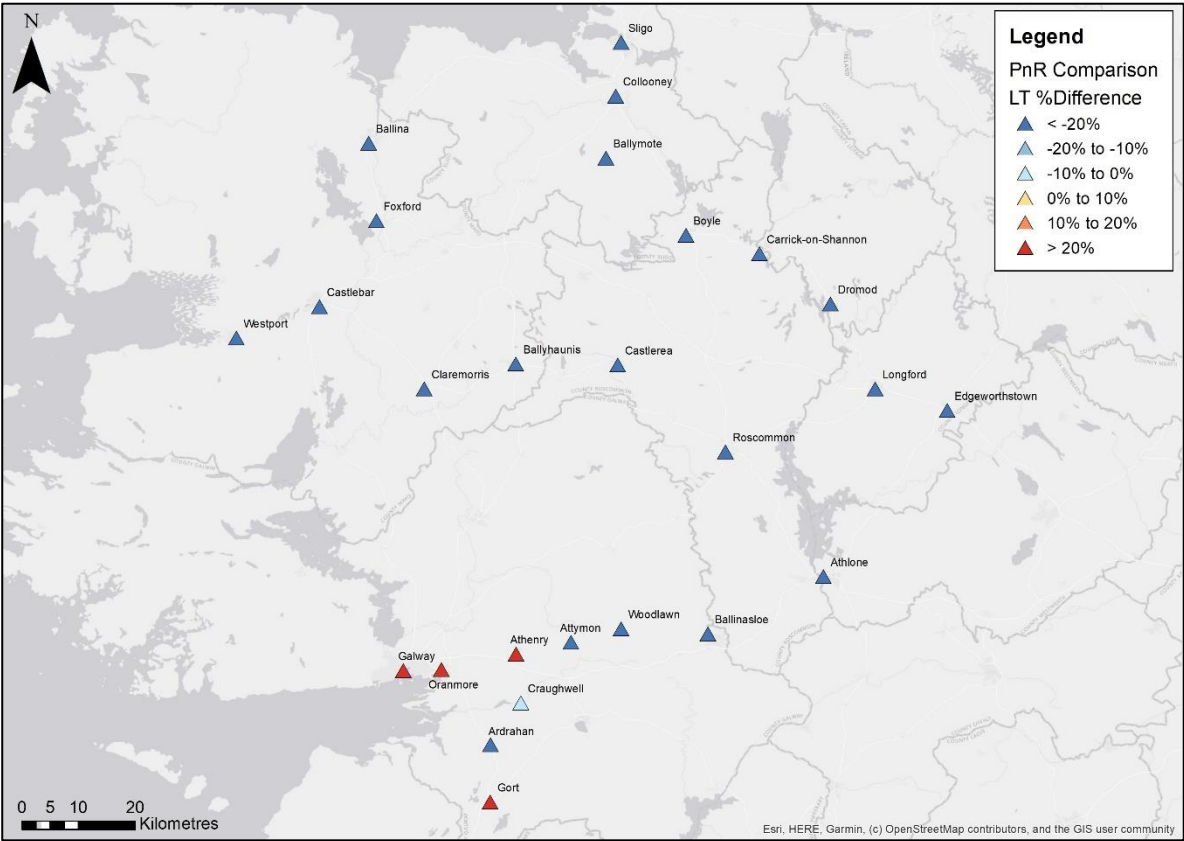 N
Legend
PnR Comparison
LT %Difference
< -20%
-20% to -10%
-10% to 0%
0% to 10%
10% to 20%
> 20%
Sligo
Collooney
Ballina
Ballymote
Foxford
Boyle
Carrick-on-Shannon
Dromod
Castlebar
Westport
Ballyhaunis
Castlerea
Claremorris
Longford
Edgeworthstown
Roscommon
Athlone
Woodlawn
Ballinasloe
Attymon
Athenry
Galway
Oranmore
Craughwell
Ardrahan
Gort
0 5 10 20
Kilometres
Esri, HERE, Garmin, (c) OpenStreetMap contributors, and the GIS user community